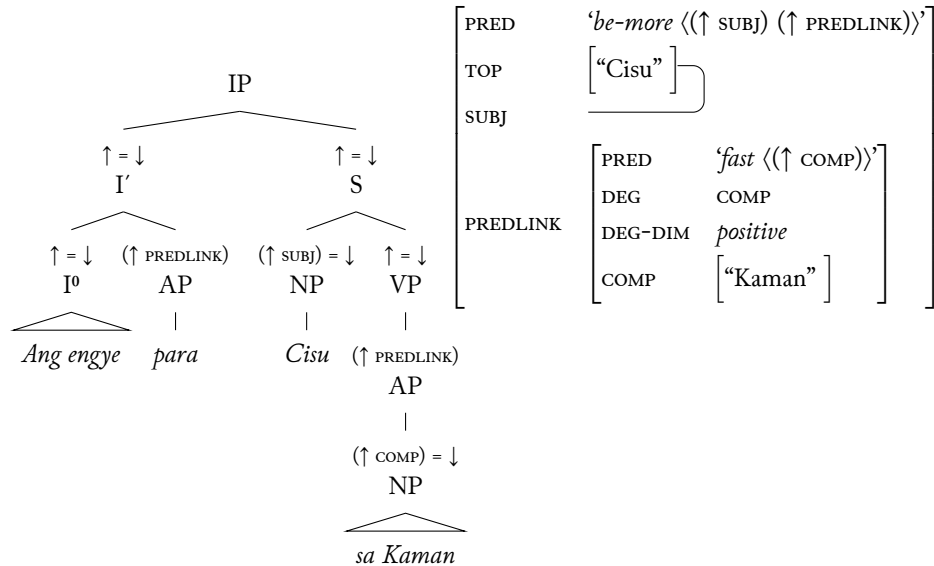 IP
↑ = ↓ ↑ = ↓
I′ S
↑ = ↓ (↑ PREDLINK) (↑ SUBJ) = ↓ ↑ = ↓
I⁰ AP NP VP
Ang engye para Cisu (↑ PREDLINK)
AP
(↑ COMP) = ↓
NP
sa Kaman
PRED ‘be-more ⟨(↑ SUBJ) (↑ PREDLINK)⟩’
TOP [“Cisu”]
SUBJ
PREDLINK
PRED ‘fast ⟨(↑ COMP)⟩’
DEG COMP
DEG-DIM positive
COMP [“Kaman”]